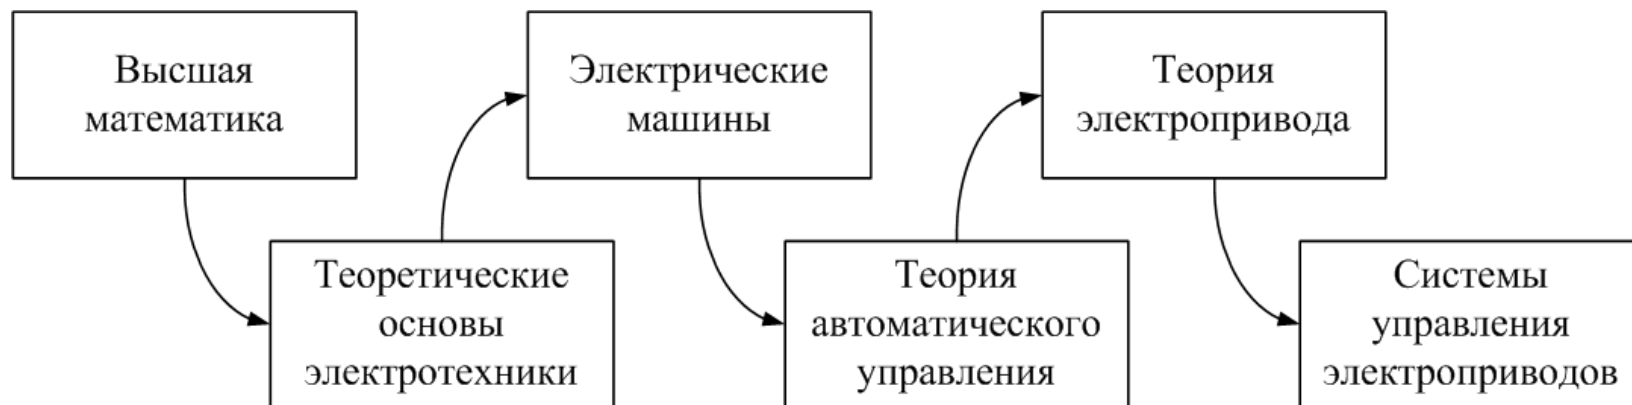 Высшая
математика
Теоретические
основы
электротехники
Электрические
машины
Теория
автоматического
управления
Теория
электропривода
Системы
управления
электроприводов